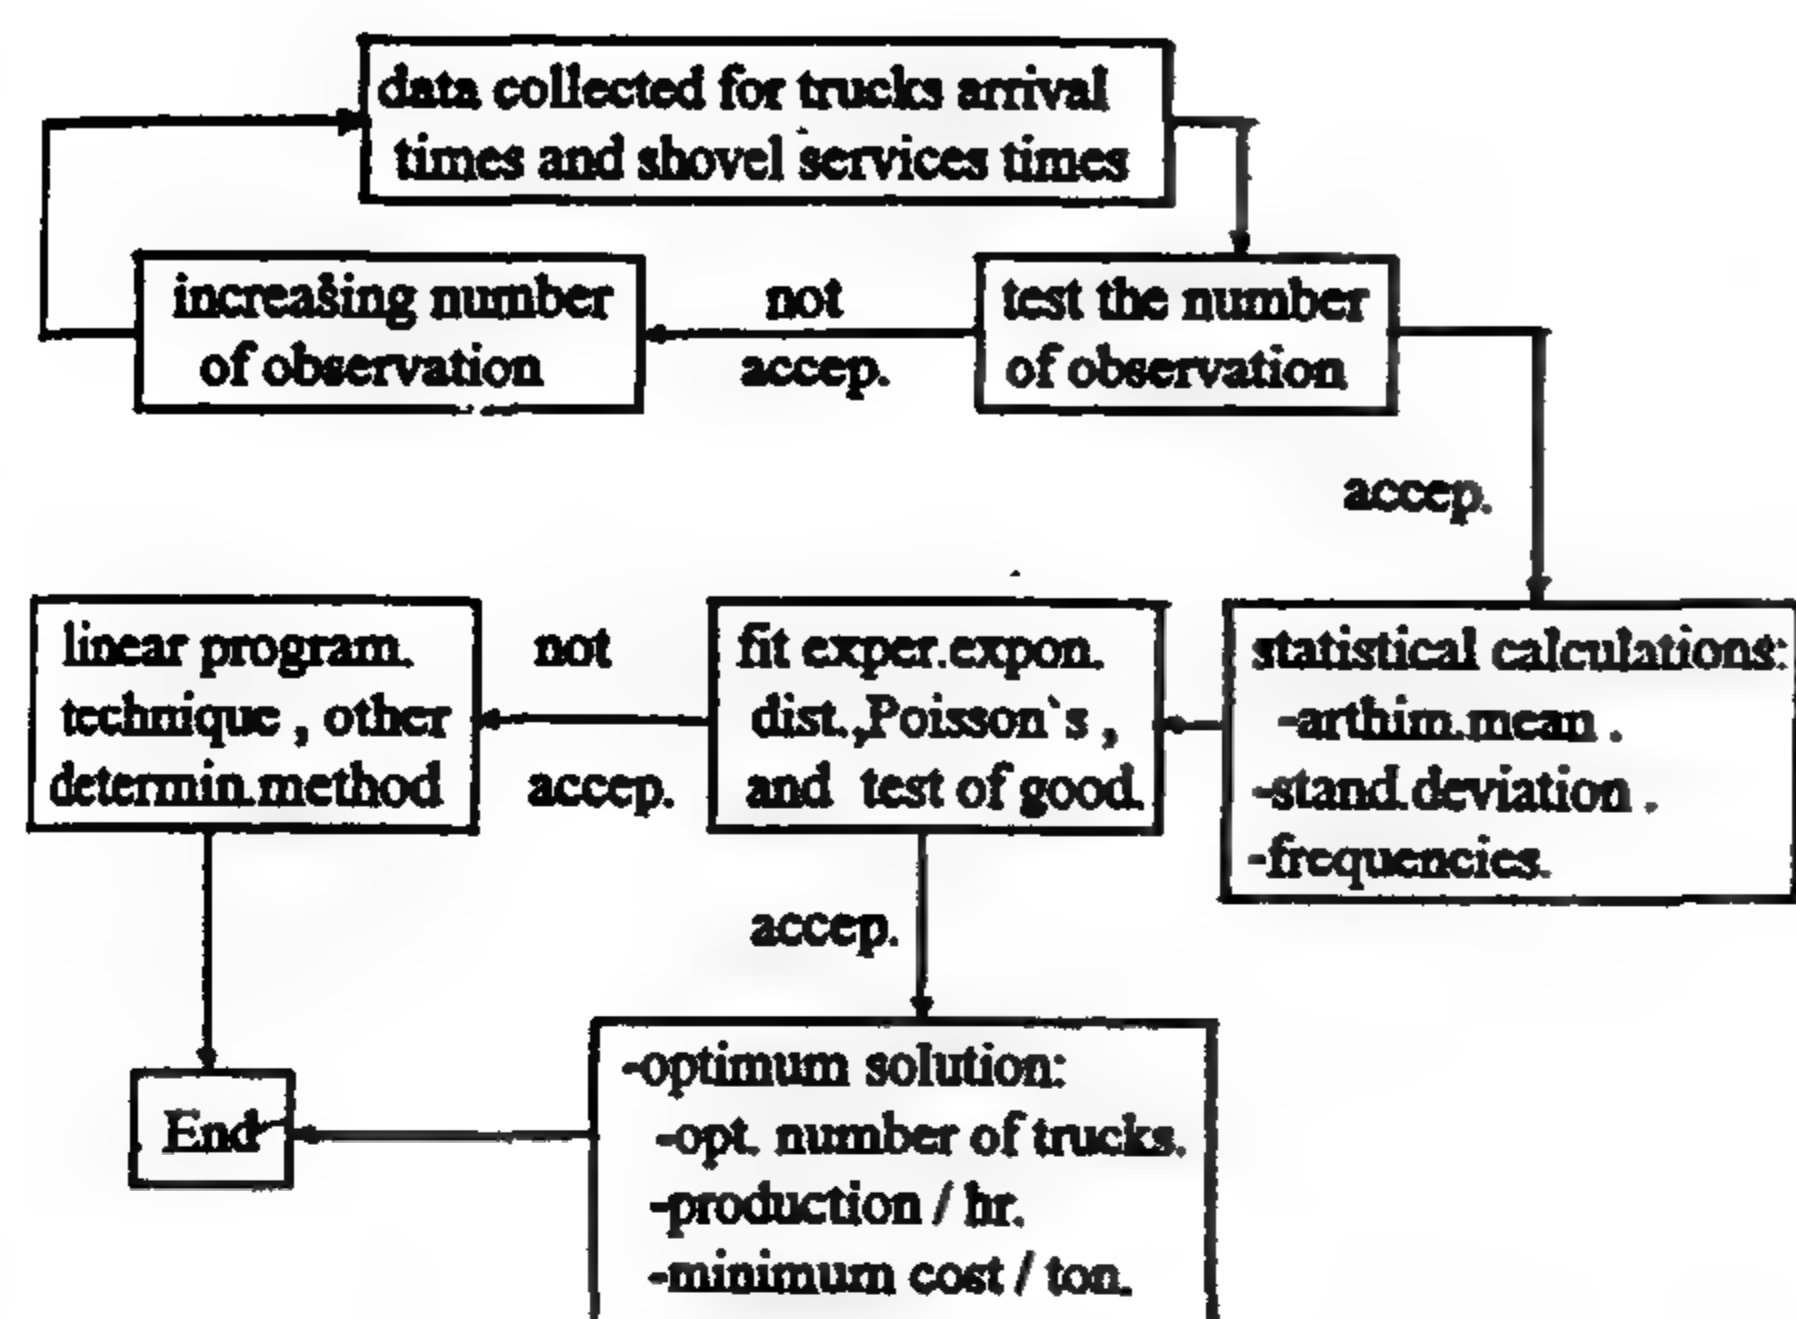 data collected for trucks arrival
times and shovel services times
increasing number
of observation
not
accep.
test the number
of observation
accep.
linear program.
technique , other
determin.method
not
accep.
fit exper.expon.
dist.,Poisson`s ,
and test of good.
statistical calculations:
-arthim.mean .
-stand.deviation .
-frequencies.
accep.
End
-optimum solution:
-opt. number of trucks.
-production / hr.
-minimum cost / ton.